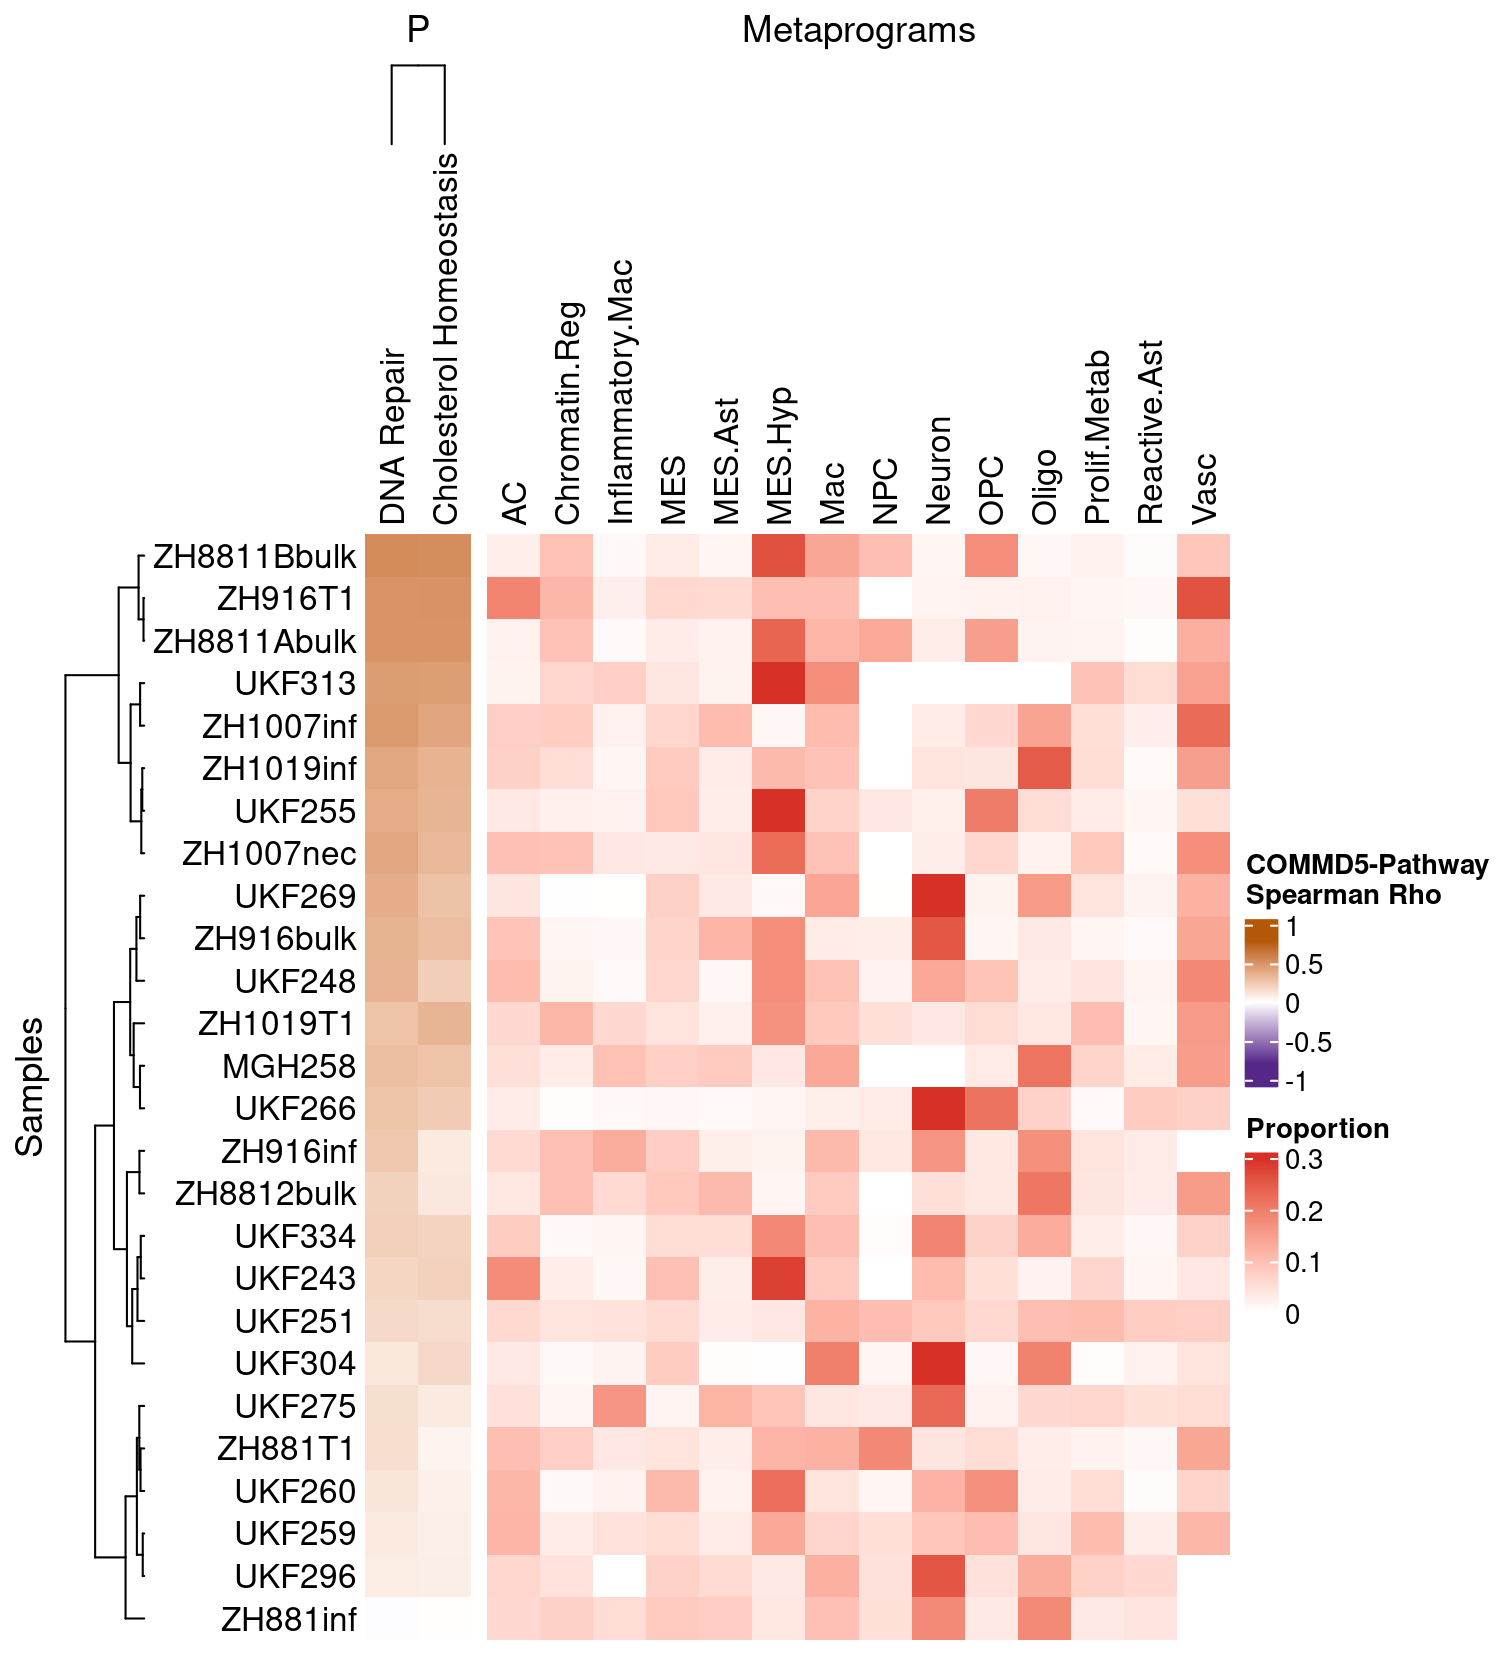 P
Metaprograms
DNA Repair
Cholesterol Homeostasis
AC
Chromatin.Reg
Inflammatory.Mac
MES
MES.Ast
MES.Hyp
Mac
NPC
Neuron
OPC
Oligo
Prolif.Metab
Reactive.Ast
Vasc
Samples
ZH8811Bbulk
ZH916T1
ZH8811Abulk
UKF313
ZH1007inf
ZH1019inf
UKF255
ZH1007nec
UKF269
ZH916bulk
UKF248
ZH1019T1
MGH258
UKF266
ZH916inf
ZH8812bulk
UKF334
UKF243
UKF251
UKF304
UKF275
ZH881T1
UKF260
UKF259
UKF296
ZH881inf
COMMD5-Pathway
Spearman Rho
1
0.5
0
-0.5
-1
Proportion
0.3
0.2
0.1
0